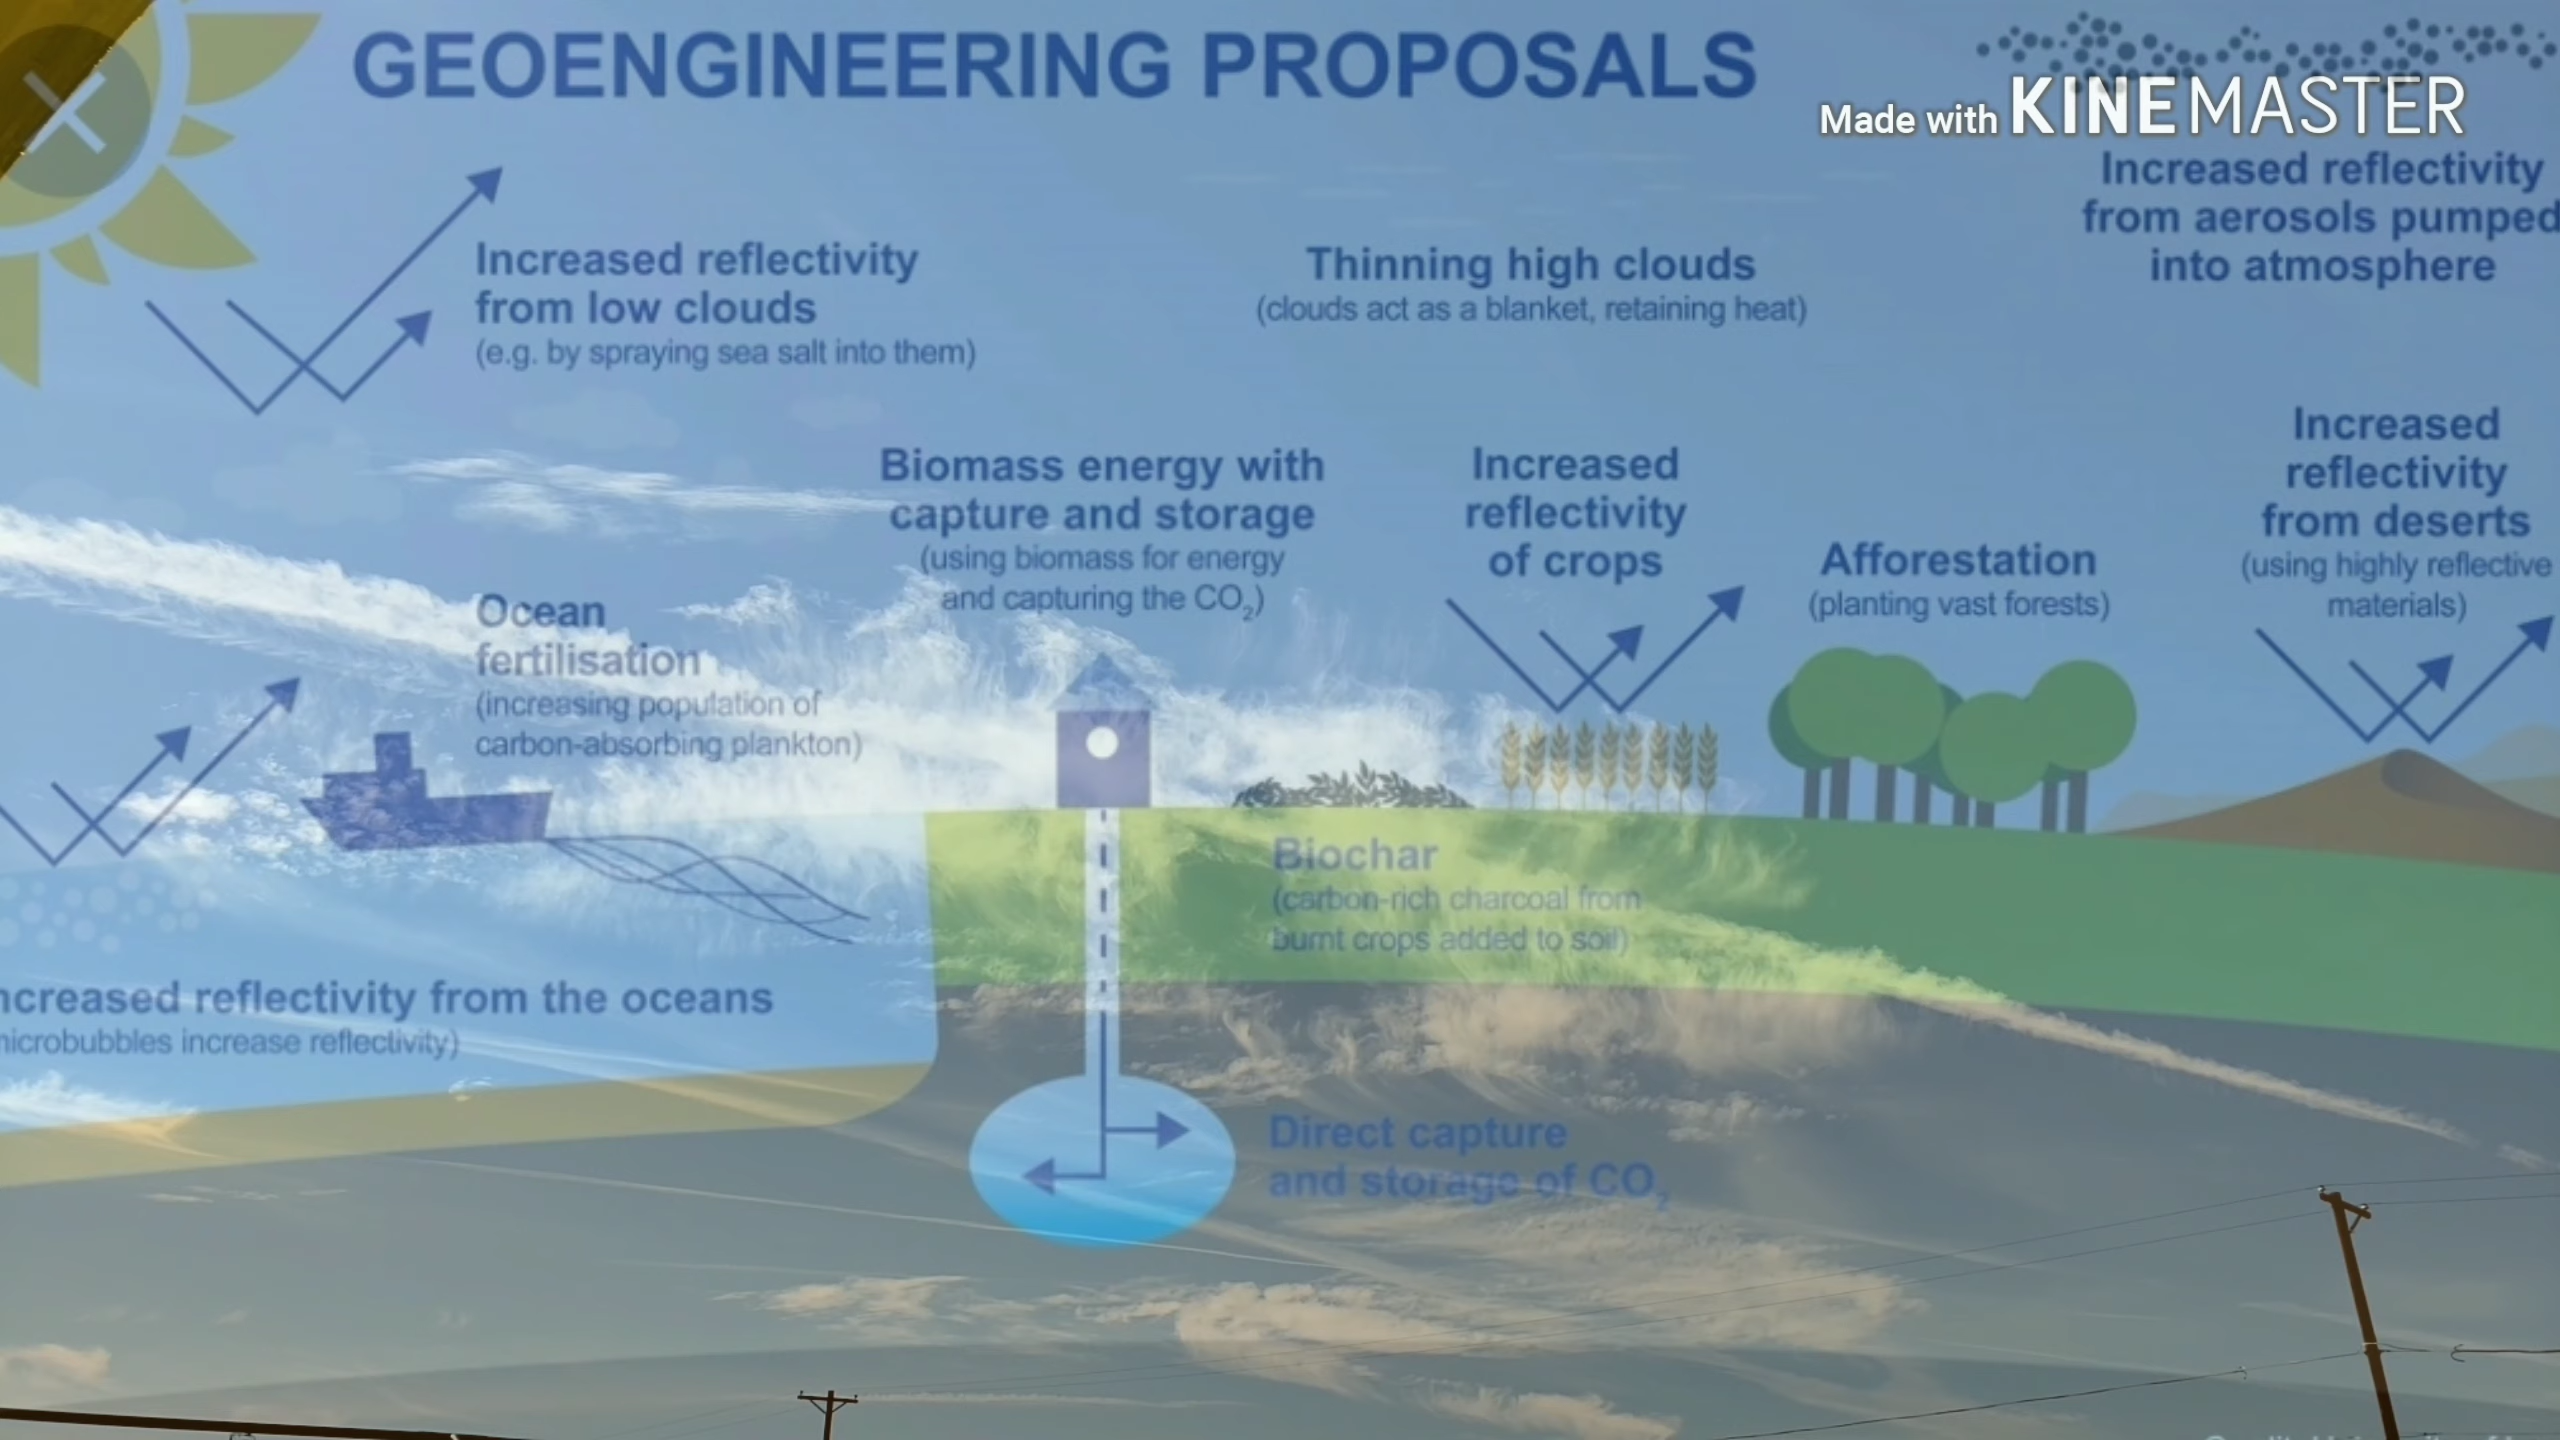 GEOENGINEERING PROPOSALS
Made with KINEMASTER
Increased reflectivity
from aerosols pumped
into atmosphere
Increased reflectivity
from low clouds
(e.g. by spraying sea salt into them)
Thinning high clouds
(clouds act as a blanket, retaining heat)
Biomass energy with
capture and storage
(using biomass for energy
and capturing the CO₂)
Increased
reflectivity
of crops
Afforestation
(planting vast forests)
Increased
reflectivity
from deserts
(using highly reflective
materials)
Ocean
fertilisation
(increasing population of
carbon-absorbing plankton)
Biochar
(carbon-rich charcoal from
burnt crops added to soil)
ncreased reflectivity from the oceans
microbubbles increase reflectivity)
Direct capture
and storage of CO₂